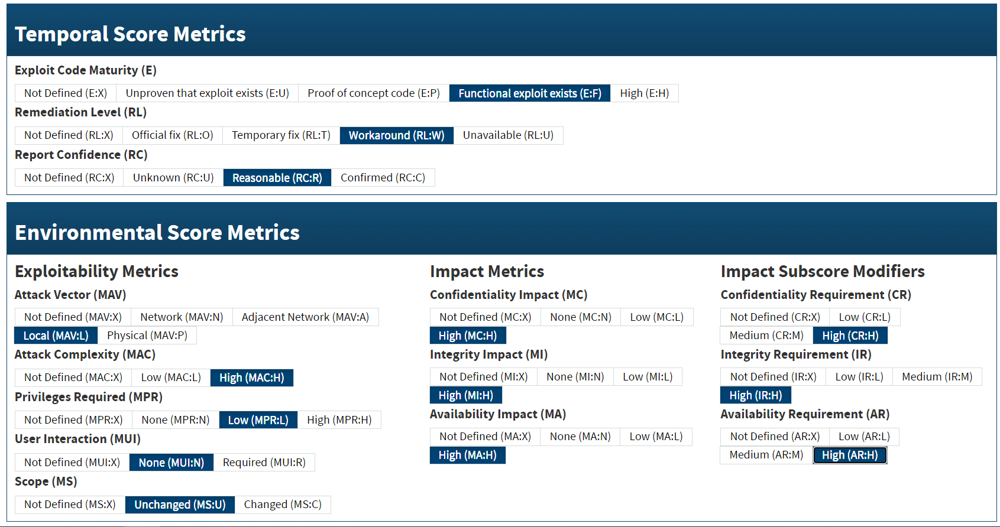 Temporal Score Metrics
Exploit Code Maturity (E)
Not Defined (E:X) Unproven that exploit exists (E:U) Proof of concept code (E:P) Functional exploit exists (E:F) High (E:H)
Remediation Level (RL)
Not Defined (RL:X) Official fix (RL:O) Temporary fix (RL:T) Workaround (RL:W) Unavailable (RL:U)
Report Confidence (RC)
Not Defined (RC:X) Unknown (RC:U) Reasonable (RC:R) Confirmed (RC:C)
Environmental Score Metrics
Exploitability Metrics
Attack Vector (MAV)
Not Defined (MAV:X) Network (MAV:N) Adjacent Network (MAV:A)
Local (MAV:L) Physical (MAV:P)
Attack Complexity (MAC)
Not Defined (MAC:X) Low (MAC:L) High (MAC:H)
Privileges Required (MPR)
Not Defined (MPR:X) None (MPR:N) Low (MPR:L) High (MPR:H)
User Interaction (MUI)
Not Defined (MUI:X) None (MUI:N) Required (MUI:R)
Scope (MS)
Not Defined (MS:X) Unchanged (MS:U) Changed (MS:C)
Impact Metrics
Confidentiality Impact (MC)
Not Defined (MC:X) None (MC:N) Low (MC:L)
High (MC:H)
Integrity Impact (MI)
Not Defined (MI:X) None (MI:N) Low (MI:L)
High (MI:H)
Availability Impact (MA)
Not Defined (MA:X) None (MA:N) Low (MA:L)
High (MA:H)
Impact Subscore Modifiers
Confidentiality Requirement (CR)
Not Defined (CR:X) Low (CR:L)
Medium (CR:M) High (CR:H)
Integrity Requirement (IR)
Not Defined (IR:X) Low (IR:L) Medium (IR:M)
High (IR:H)
Availability Requirement (AR)
Not Defined (AR:X) Low (AR:L)
Medium (AR:M) High (AR:H)